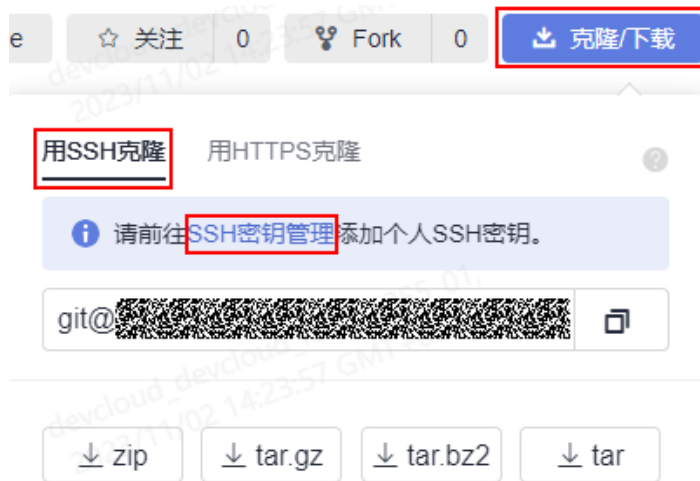 e ☆ 关注 0 Fork 0 克隆/下载
用SSH克隆 用HTTPS克隆 ?
请前往SSH密钥管理添加个人SSH密钥。
git@
zip tar.gz tar.bz2 tar